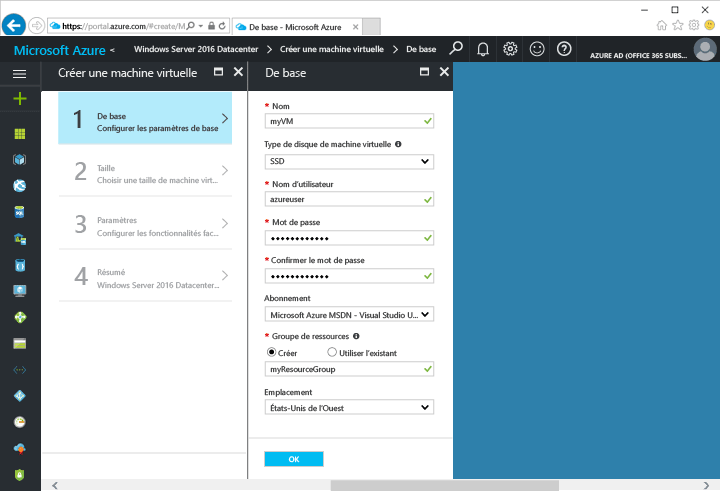 https://portal.azure.com/#create/M
De base - Microsoft Azure
Microsoft Azure
Windows Server 2016 Datacenter > Créer une machine virtuelle > De base
AZURE AD (OFFICE 365 SUBS...
Créer une machine virtuelle
1
De base
Configurer les paramètres de base
2
Taille
Choisir une taille de machine virt...
3
Paramètres
Configurer les fonctionnalités fac...
4
Résumé
Windows Server 2016 Datacenter...
De base
* Nom
myVM
Type de disque de machine virtuelle
SSD
* Nom d'utilisateur
azureuser
* Mot de passe
••••••••••••
* Confirmer le mot de passe
••••••••••••
Abonnement
Microsoft Azure MSDN - Visual Studio U...
* Groupe de ressources
Créer Utiliser l'existant
myResourceGroup
Emplacement
États-Unis de l'Ouest
OK